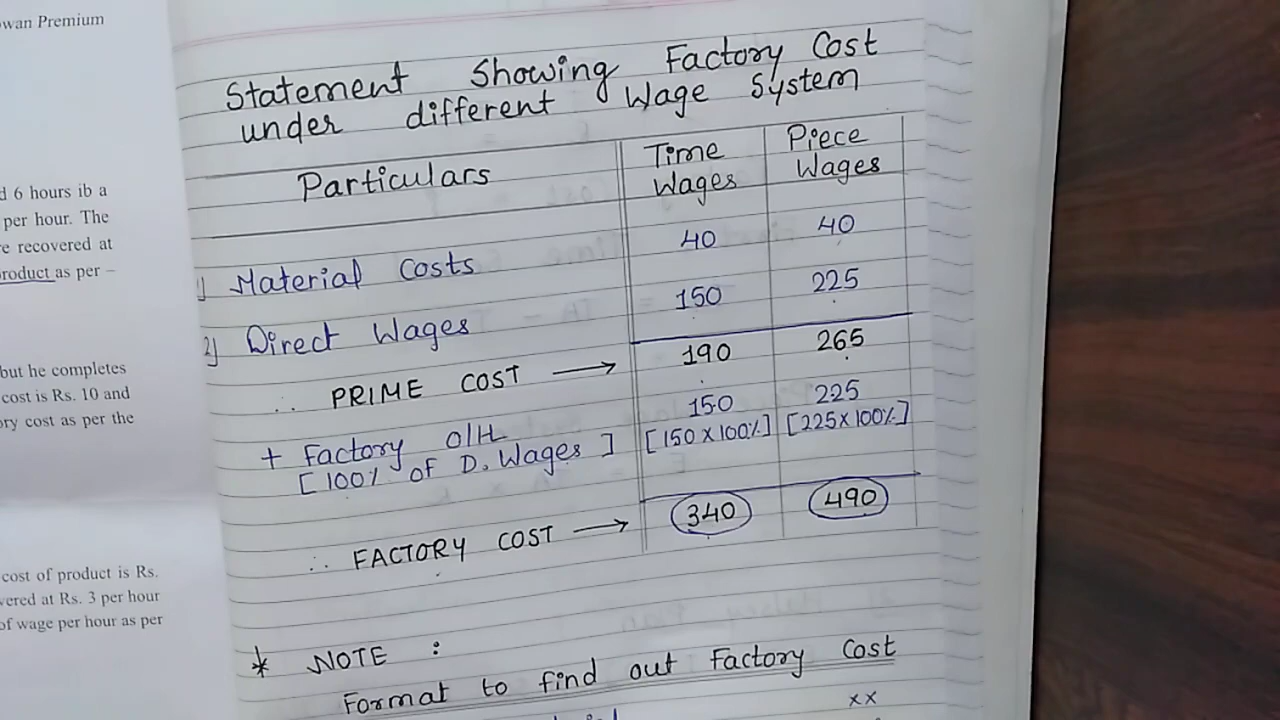 owan Premium
d 6 hours ib a
per hour. The
e recovered at
product as per –
but he completes
cost is Rs. 10 and
ory cost as per the
cost of product is Rs.
vered at Rs. 3 per hour
of wage per hour as per
Statement Showing Factory Cost
under different Wage System
Particulars Time Wages Piece Wages
1) Material Costs 40 40
2) Direct Wages 150 225
∴ PRIME COST → 190 265
+ Factory O/H 150 225
[100% OF D. Wages] [150 X 100%] [225 X 100%]
∴ FACTORY COST → 340 490
* NOTE :
Format to find out Factory Cost
xx